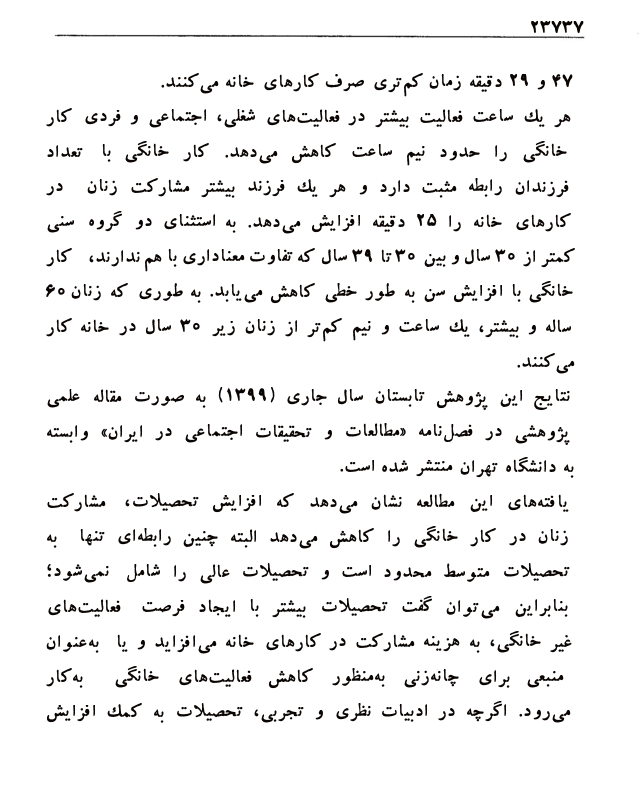 ۲۳۷۳۷
۴۷ و ۲۹ دقیقه زمان کم‌تری صرف کارهای خانه می‌کنند.
هر یك ساعت فعالیت بیشتر در فعالیت‌های شغلی، اجتماعی و فردی کار
خانگی را حدود نیم ساعت کاهش می‌دهد. کار خانگی با تعداد
فرزندان رابطه مثبت دارد و هر یك فرزند بیشتر مشارکت زنان در
کارهای خانه را ۲۵ دقیقه افزایش می‌دهد. به استثنای دو گروه سنی
کمتر از ۳۰ سال و بین ۳۰ تا ۳۹ سال که تفاوت معناداری با هم ندارند، کار
خانگی با افزایش سن به طور خطی کاهش می‌یابد. به طوری که زنان ۶۰
ساله و بیشتر، یك ساعت و نیم کم‌تر از زنان زیر ۳۰ سال در خانه کار
می‌کنند.
نتایج این پژوهش تابستان سال جاری (۱۳۹۹) به صورت مقاله علمی
پژوهشی در فصل‌نامه «مطالعات و تحقیقات اجتماعی در ایران» وابسته
به دانشگاه تهران منتشر شده است.
یافته‌های این مطالعه نشان می‌دهد که افزایش تحصیلات، مشارکت
زنان در کار خانگی را کاهش می‌دهد البته چنین رابطه‌ای تنها به
تحصیلات متوسط محدود است و تحصیلات عالی را شامل نمی‌شود؛
بنابراین می‌توان گفت تحصیلات بیشتر با ایجاد فرصت فعالیت‌های
غیر خانگی، به هزینه مشارکت در کارهای خانه می‌افزاید و یا به‌عنوان
منبعی برای چانه‌زنی به‌منظور کاهش فعالیت‌های خانگی به‌کار
می‌رود. اگرچه در ادبیات نظری و تجربی، تحصیلات به کمك افزایش